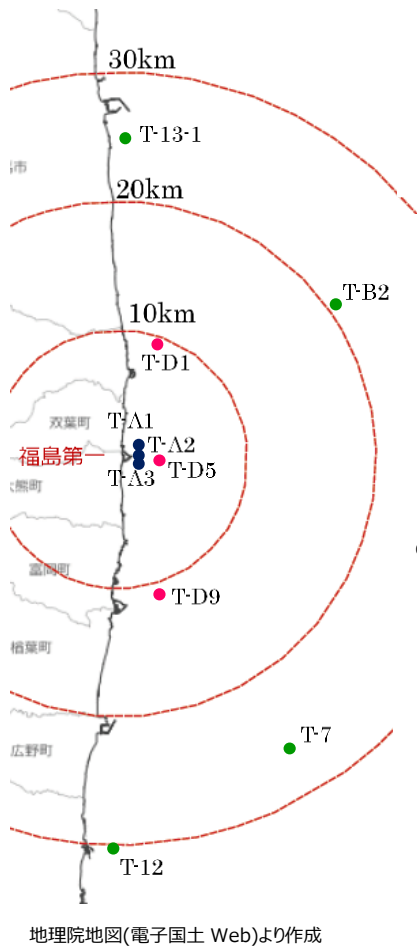 30km
T-13-1
市
20km
T-B2
10km
T-D1
双葉町
T-A1
T-A2
福島第一
T-D5
T-A3
大熊町
富岡町
T-D9
楢葉町
T-7
広野町
T-12
地理院地図(電子国土 Web)より作成